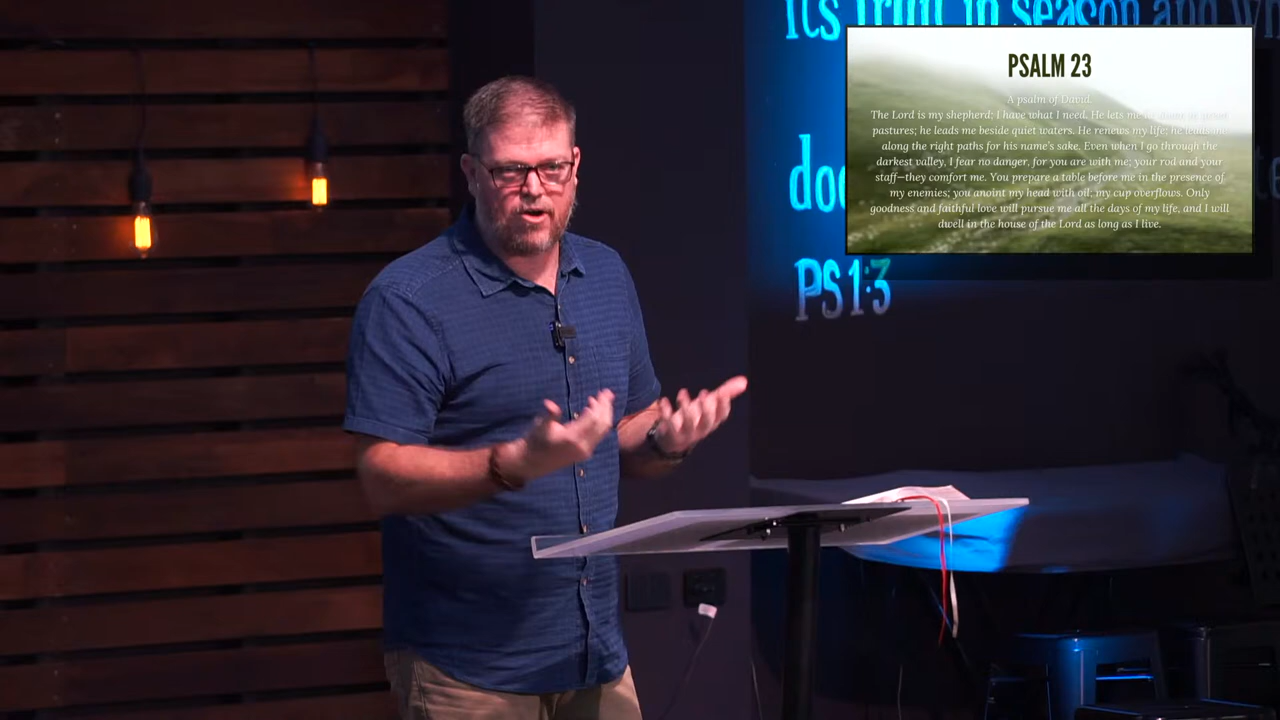 its fruit in season and wh
PSALM 23
A psalm of David.
The Lord is my shepherd; I have what I need. He lets me lie down in green
pastures; he leads me beside quiet waters. He renews my life; he leads me
along the right paths for his name's sake. Even when I go through the
darkest valley, I fear no danger, for you are with me; your rod and your
staff—they comfort me. You prepare a table before me in the presence of
my enemies; you anoint my head with oil; my cup overflows. Only
goodness and faithful love will pursue me all the days of my life, and I will
dwell in the house of the Lord as long as I live.
PS 1:3